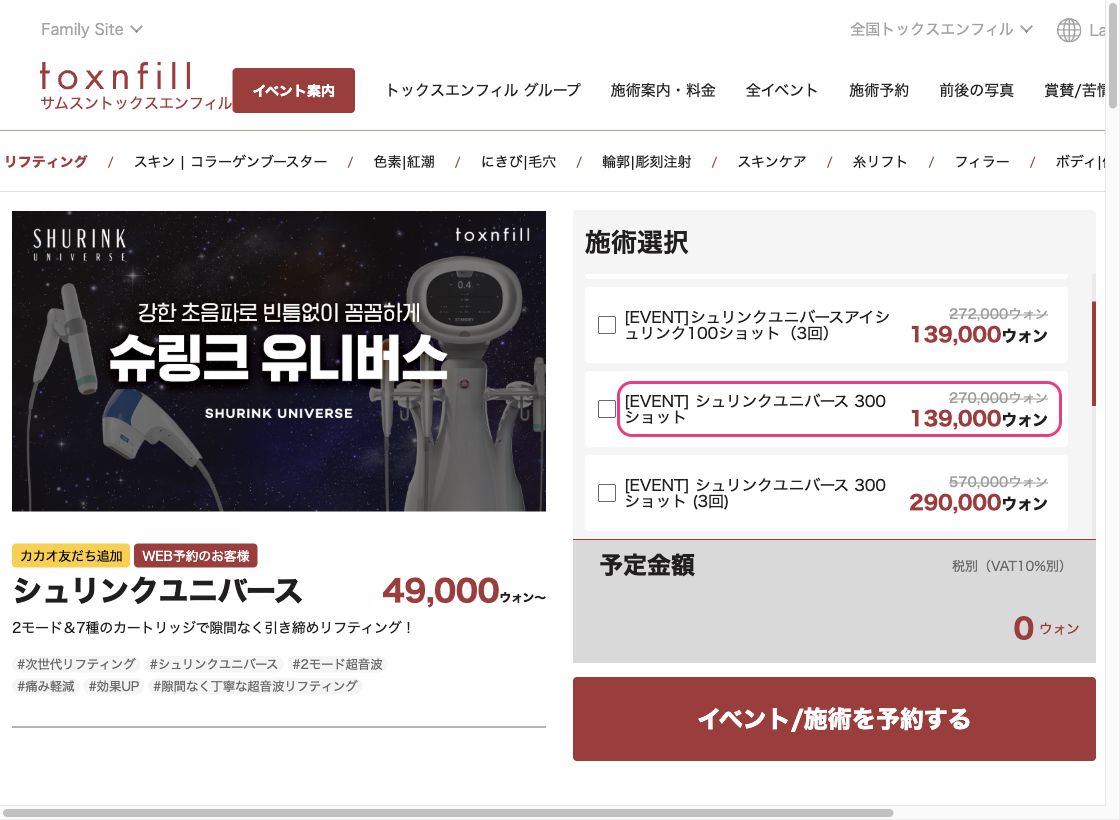 Family Site
全国トックスエンフィル
La
toxnfill
サムスントックスエンフィル
イベント案内
トックスエンフィル グループ
施術案内・料金
全イベント
施術予約
前後の写真
賞賛/苦情
リフティング / スキン | コラーゲンブースター / 色素|紅潮 / にきび|毛穴 / 輪郭|彫刻注射 / スキンケア / 糸リフト / フィラー / ボディ|
SHURINK
UNIVERSE
toxnfill
0.4
STANDBY
강한 초음파로 빈틈없이 꼼꼼하게
슈링크 유니버스
SHURINK UNIVERSE
カカオ友だち追加
WEB予約のお客様
シュリンクユニバース
49,000ウォン〜
2モード＆7種のカートリッジで隙間なく引き締めリフティング！
#次世代リフティング #シュリンクユニバース #2モード超音波
#痛み軽減 #効果UP #隙間なく丁寧な超音波リフティング
施術選択
[EVENT]シュリンクユニバースアイシ
ュリンク100ショット（3回）
272,000ウォン
139,000ウォン
[EVENT] シュリンクユニバース 300
ショット
270,000ウォン
139,000ウォン
[EVENT] シュリンクユニバース 300
ショット (3回)
570,000ウォン
290,000ウォン
予定金額
税別（VAT10%別）
0 ウォン
イベント/施術を予約する